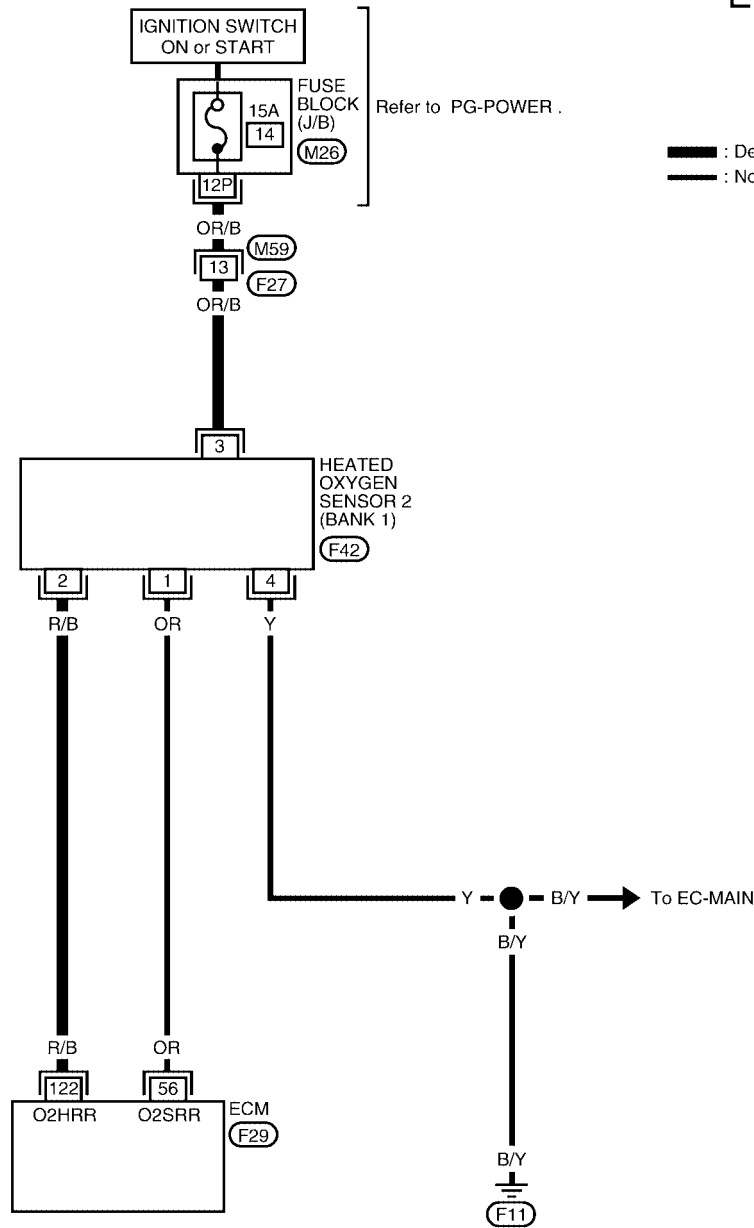 IGNITION SWITCH
ON or START
FUSE
BLOCK
(J/B)
15A
14
M26
Refer to PG-POWER .
12P
: De
: No
OR/B
M59
13
F27
OR/B
3
HEATED
OXYGEN
SENSOR 2
(BANK 1)
F42
2 1 4
R/B OR Y
Y B/Y To EC-MAIN
B/Y
R/B OR
122 56
O2HRR O2SRR
ECM
F29
B/Y
F11